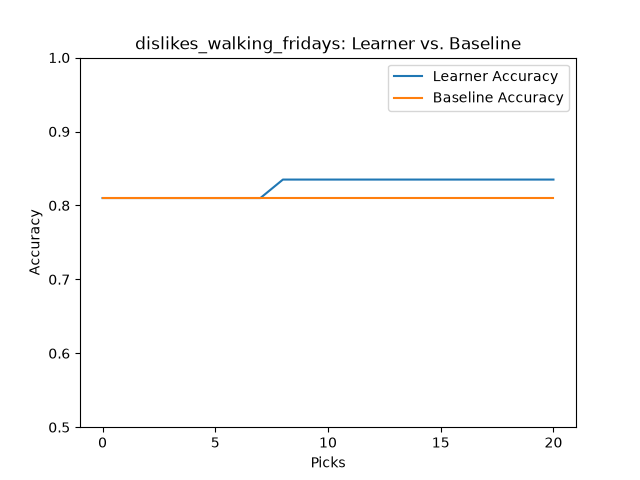 dislikes_walking_fridays: Learner vs. Baseline
Learner Accuracy
Baseline Accuracy
1.0
0.9
0.8
0.7
0.6
0.5
Accuracy
0 5 10 15 20
Picks